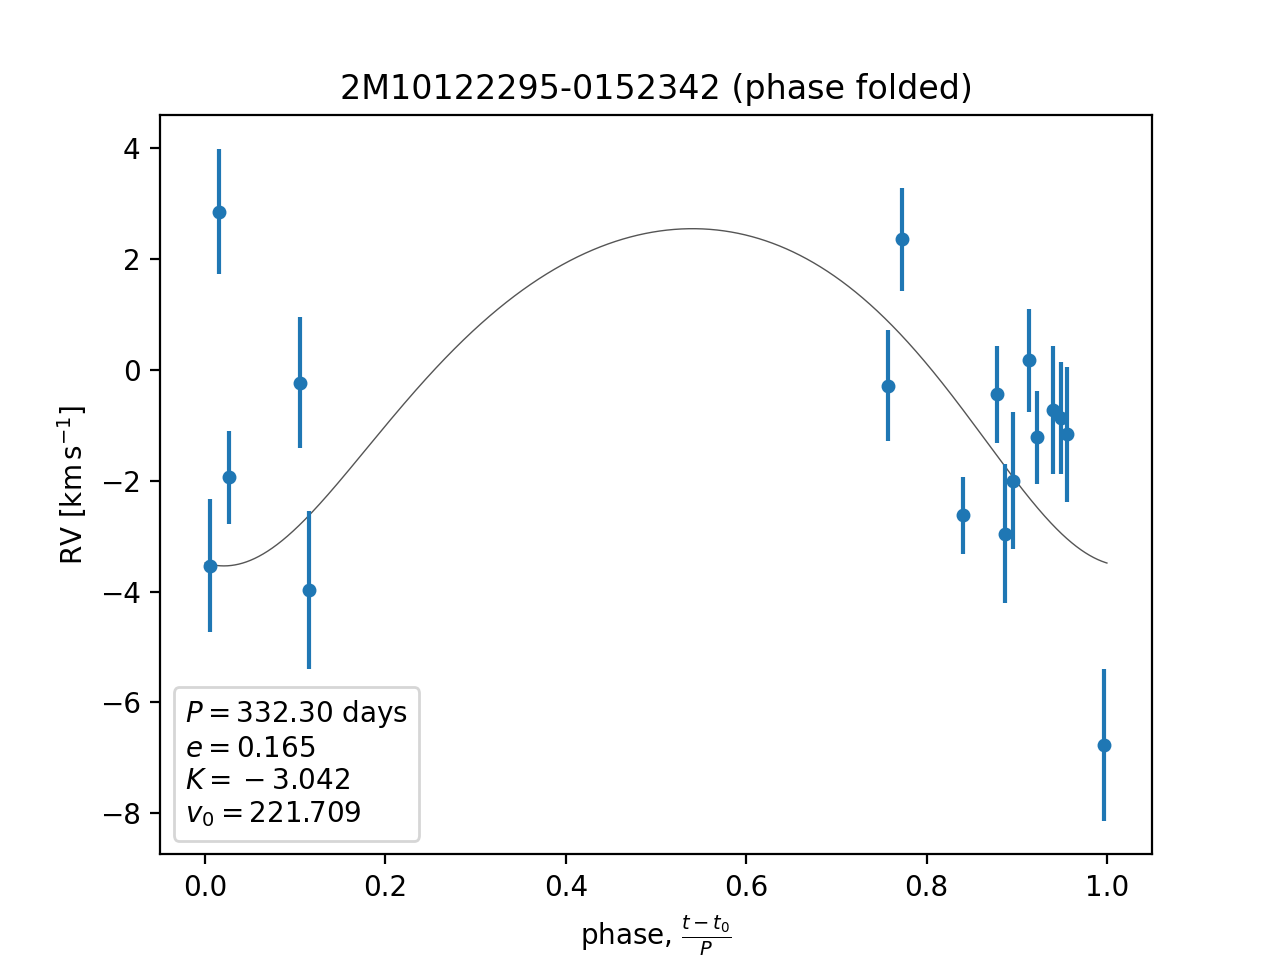 2M10122295-0152342 (phase folded)
RV [km s⁻¹]
4
2
0
−2
−4
−6
−8
P = 332.30 days
e = 0.165
K = −3.042
v₀ = 221.709
0.0 0.2 0.4 0.6 0.8 1.0
phase, (t − t₀)/P